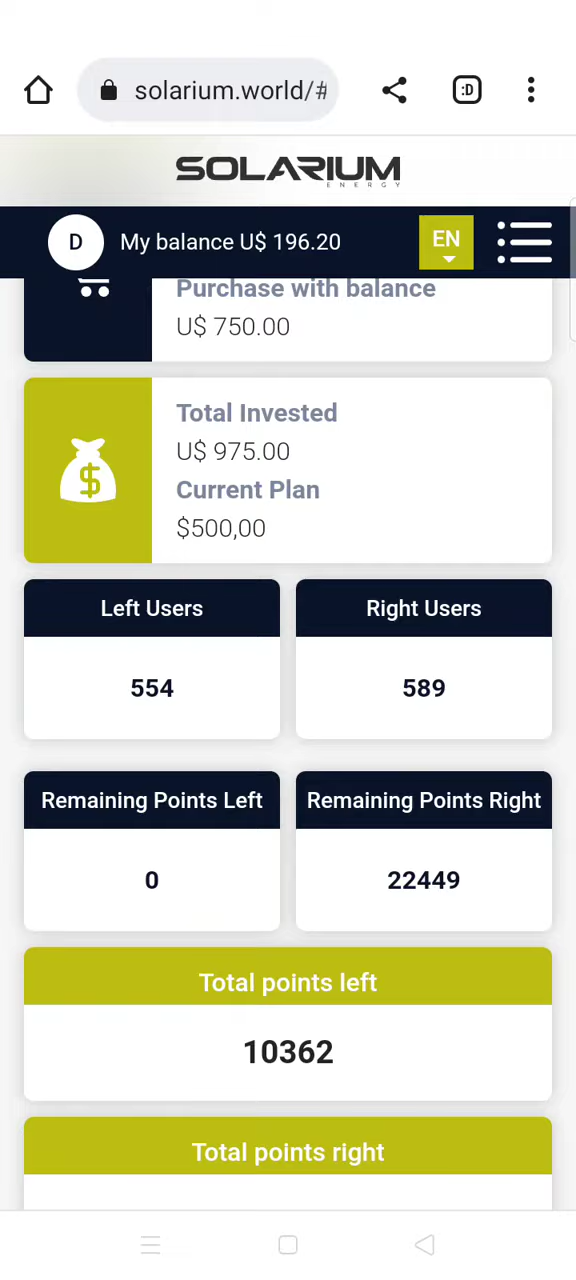 solarium.world/#
:D
SOLARIUM
ENERGY
D
My balance U$ 196.20
EN
Purchase with balance
U$ 750.00
Total Invested
U$ 975.00
Current Plan
$500,00
Left Users
Right Users
554
589
Remaining Points Left
Remaining Points Right
0
22449
Total points left
10362
Total points right